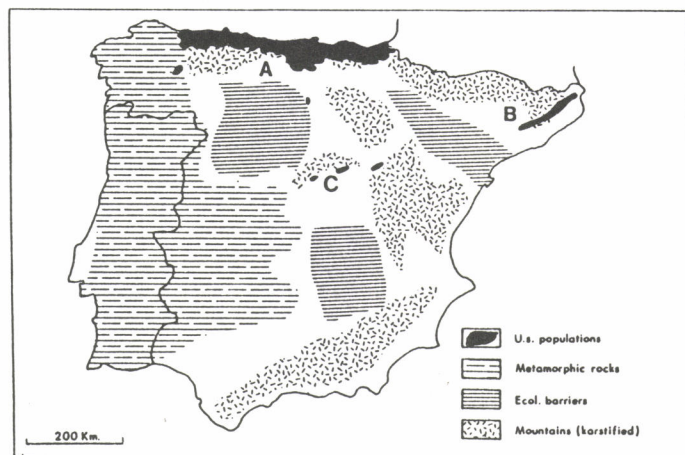 A
B
C
U.s. populations
Metamorphic rocks
Ecol. barriers
Mountains (karstified)
200 Km.